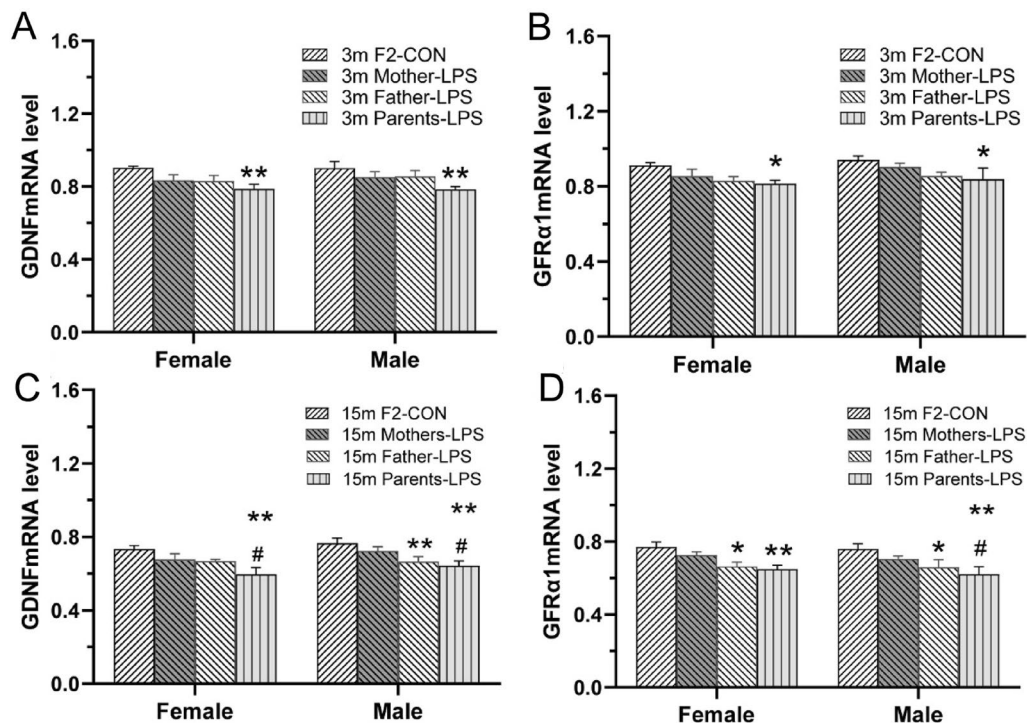 A
GDNFmRNA level
1.6
1.2
0.8
0.4
0.0
3m F2-CON
3m Mother-LPS
3m Father-LPS
3m Parents-LPS
**
**
Female
Male
B
GFRα1mRNA level
1.6
1.2
0.8
0.4
0.0
3m F2-CON
3m Mother-LPS
3m Father-LPS
3m Parents-LPS
*
*
Female
Male
C
GDNFmRNA level
1.6
1.2
0.8
0.4
0.0
15m F2-CON
15m Mothers-LPS
15m Father-LPS
15m Parents-LPS
**
#
**
**
#
Female
Male
D
GFRα1mRNA level
1.6
1.2
0.8
0.4
0.0
15m F2-CON
15m Mothers-LPS
15m Father-LPS
15m Parents-LPS
*
**
*
**
#
Female
Male